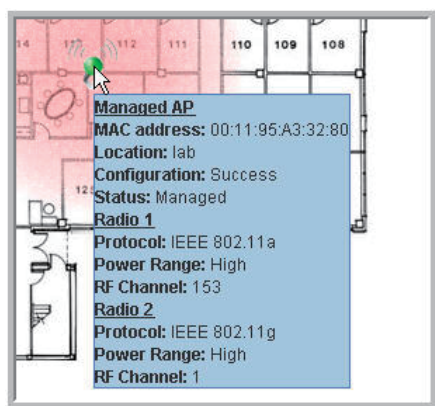 14 112 111 110 109 108
Managed AP
MAC address: 00:11:95:A3:32:80
Location: lab
Configuration: Success
Status: Managed
Radio 1
Protocol: IEEE 802.11a
Power Range: High
RF Channel: 153
Radio 2
Protocol: IEEE 802.11g
Power Range: High
RF Channel: 1